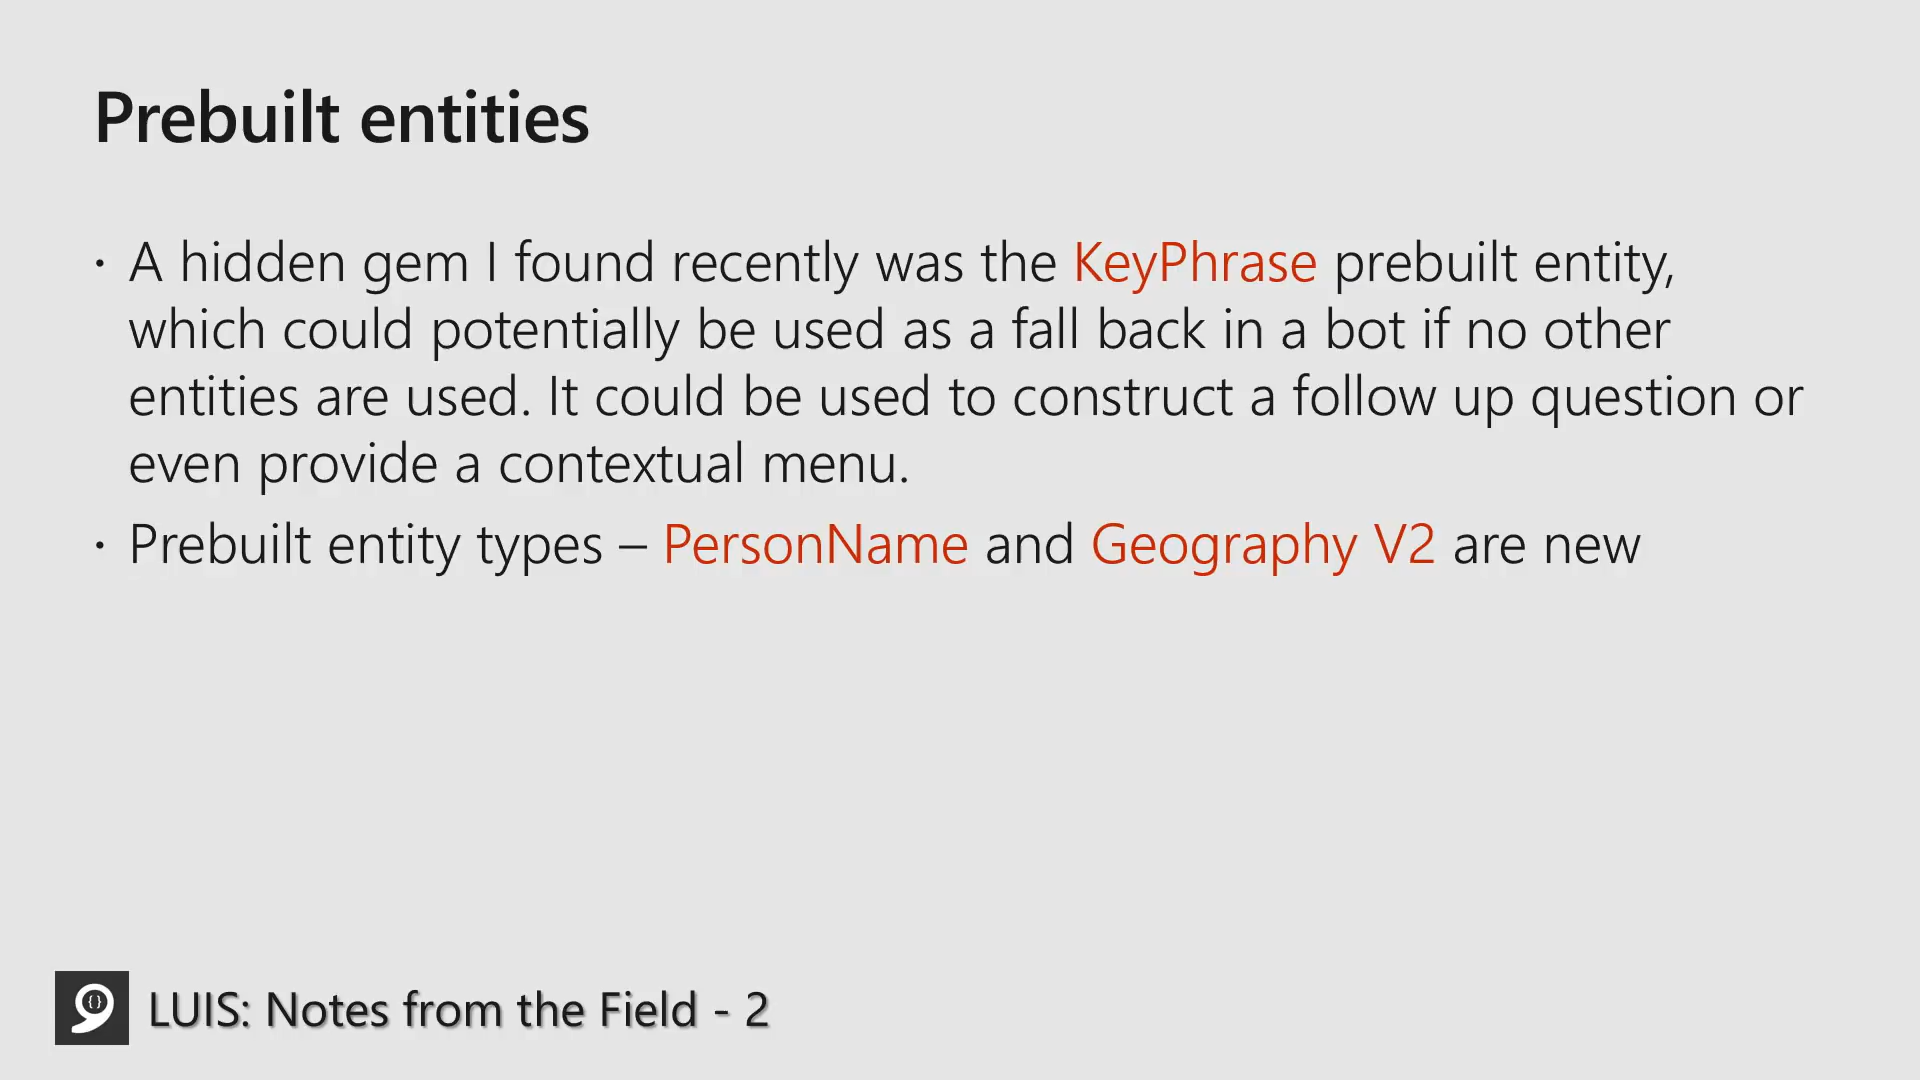 Prebuilt entities
· A hidden gem I found recently was the KeyPhrase prebuilt entity,
which could potentially be used as a fall back in a bot if no other
entities are used. It could be used to construct a follow up question or
even provide a contextual menu.
· Prebuilt entity types – PersonName and Geography V2 are new
{} LUIS: Notes from the Field - 2